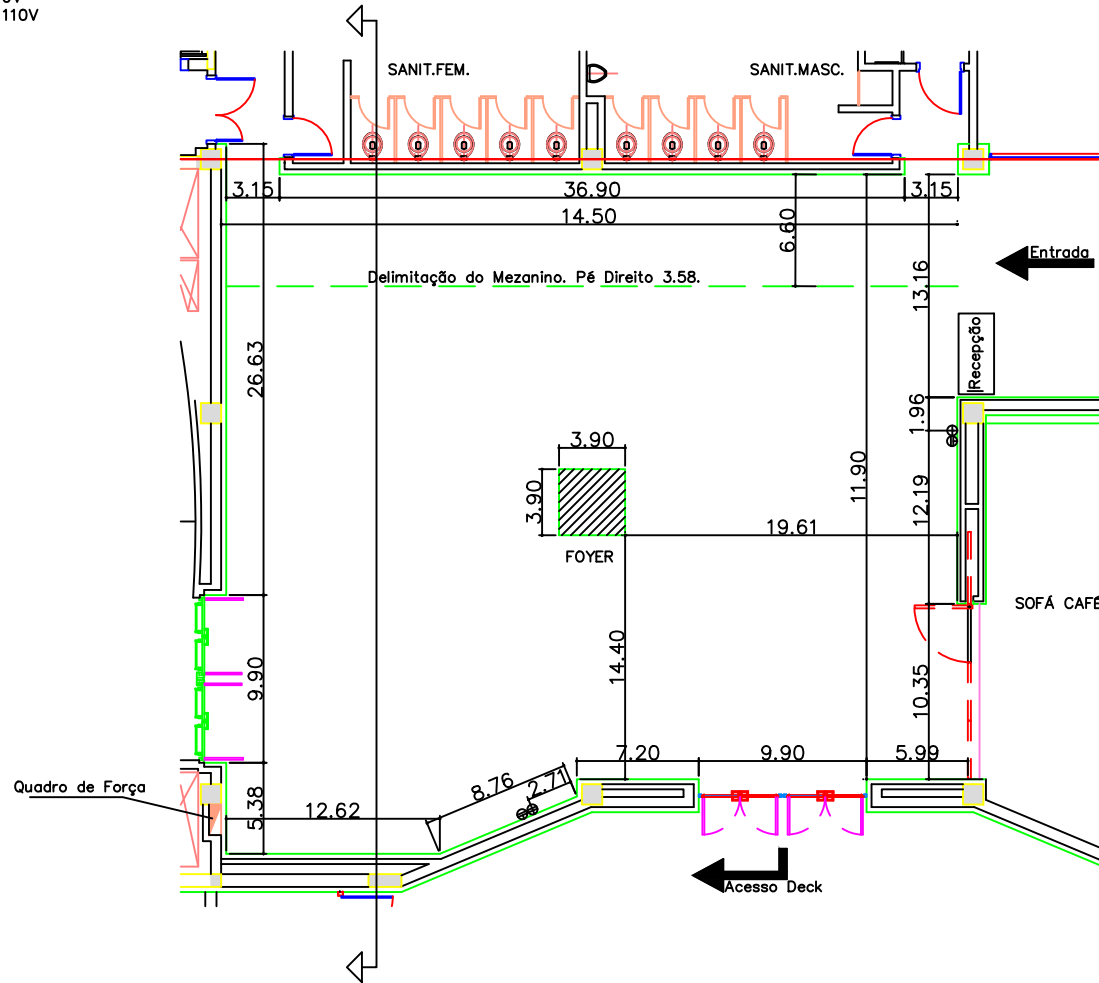 110V
SANIT.FEM.
SANIT.MASC.
3.15
36.90
3.15
14.50
6.60
Entrada
13.16
Delimitação do Mezanino. Pé Direito 3.58.
Recepção
26.63
1.96
3.90
11.90
3.90
12.19
19.61
FOYER
SOFÁ CAFÉ
14.40
9.90
10.35
7.20
9.90
5.99
Quadro de Força
8.76
2.71
5.38
12.62
Acesso Deck